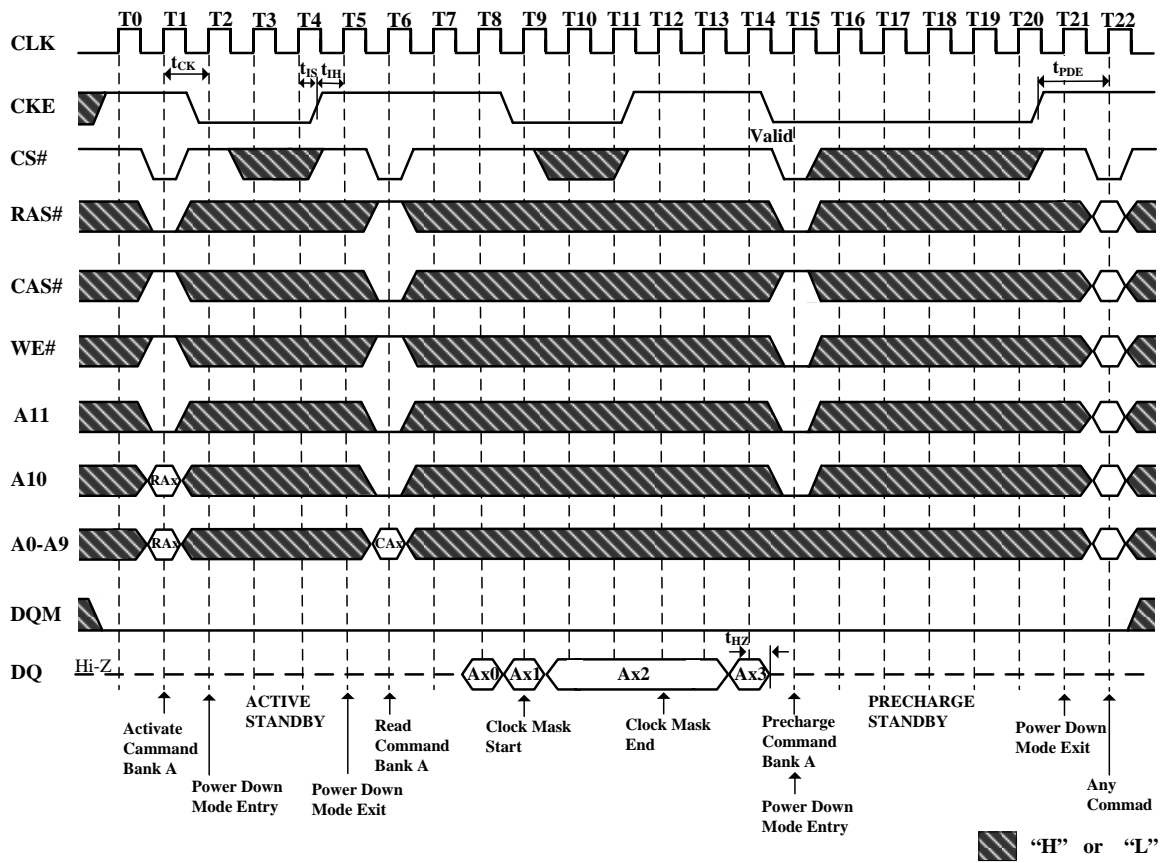 T0 T1 T2 T3 T4 T5 T6 T7 T8 T9 T10 T11 T12 T13 T14 T15 T16 T17 T18 T19 T20 T21 T22
CLK
tCK
tIS
tIH
tPDE
CKE
Valid
CS#
RAS#
CAS#
WE#
A11
A10
RAx
A0-A9
RAx
CAx
DQM
tHZ
DQ
Hi-Z
Ax0
Ax1
Ax2
Ax3
ACTIVE
STANDBY
PRECHARGE
STANDBY
Activate
Cammand
Bank A
Read
Command
Bank A
Clock Mask
Start
Clock Mask
End
Precharge
Command
Bank A
Power Down
Mode Exit
Power Down
Mode Entry
Power Down
Mode Exit
Power Down
Mode Entry
Any
Commad
“H” or “L”